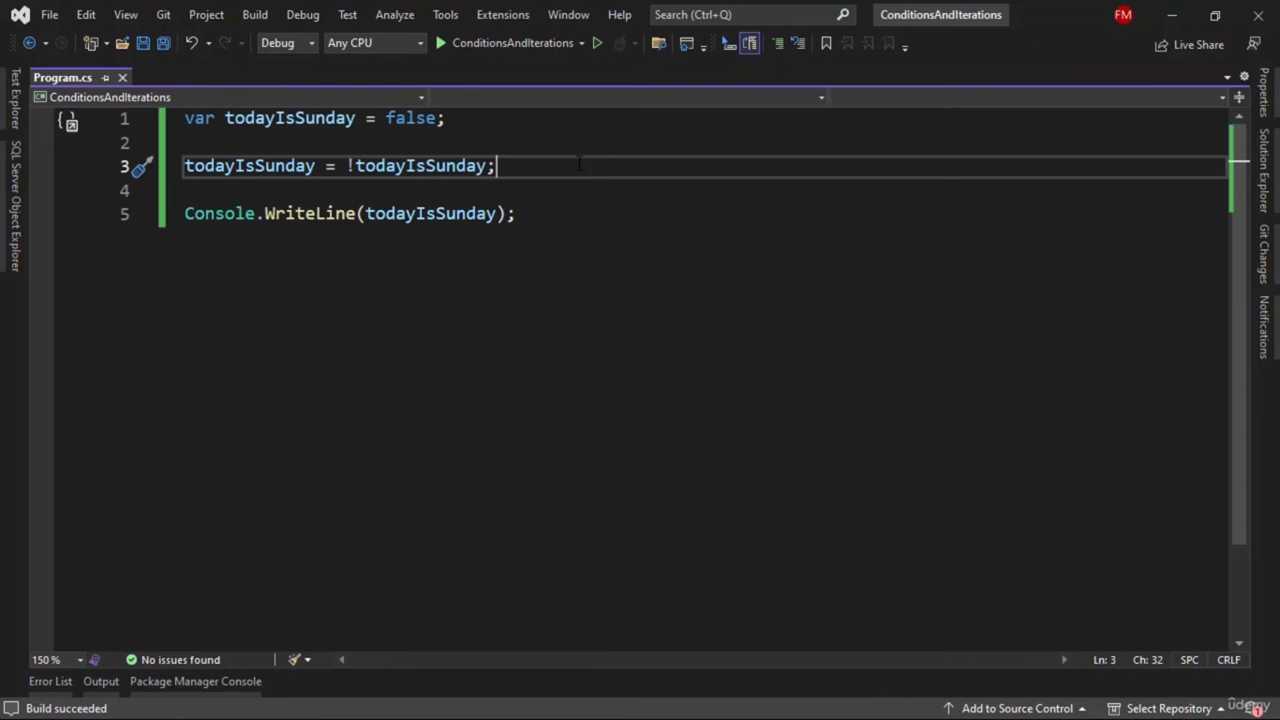 File Edit View Git Project Build Debug Test Analyze Tools Extensions Window Help Search (Ctrl+Q) ConditionsAndIterations FM
Debug Any CPU ConditionsAndIterations Live Share
Program.cs
ConditionsAndIterations
1 var todayIsSunday = false;
2
3 todayIsSunday = !todayIsSunday;
4
5 Console.WriteLine(todayIsSunday);
Test Explorer
SQL Server Object Explorer
Properties
Solution Explorer
Git Changes
Notifications
150 % No issues found Ln: 3 Ch: 32 SPC CRLF
Error List Output Package Manager Console
Build succeeded Add to Source Control Select Repository 1
udemy